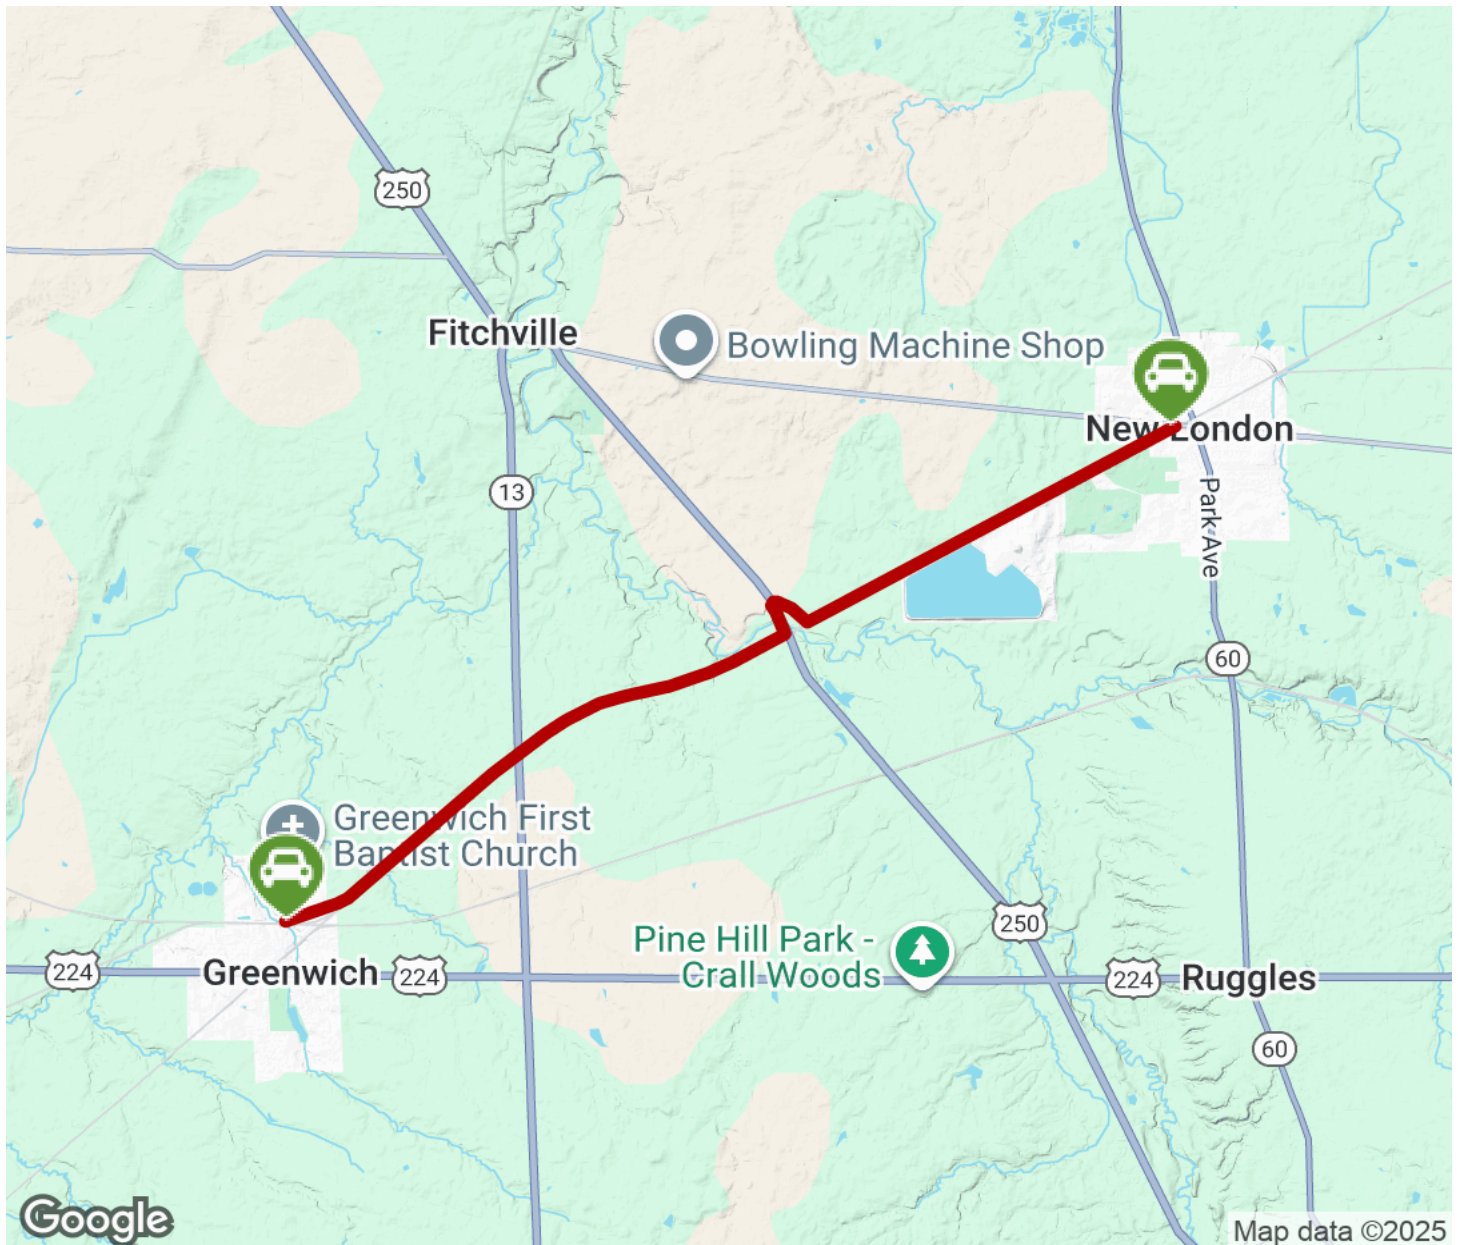 250
Fitchville
Bowling Machine Shop
New London
13
Park Ave
60
Greenwich First
Baptist Church
250
Pine Hill Park -
Crall Woods
224
Greenwich
224
224
Ruggles
60
Google
Map data ©2025